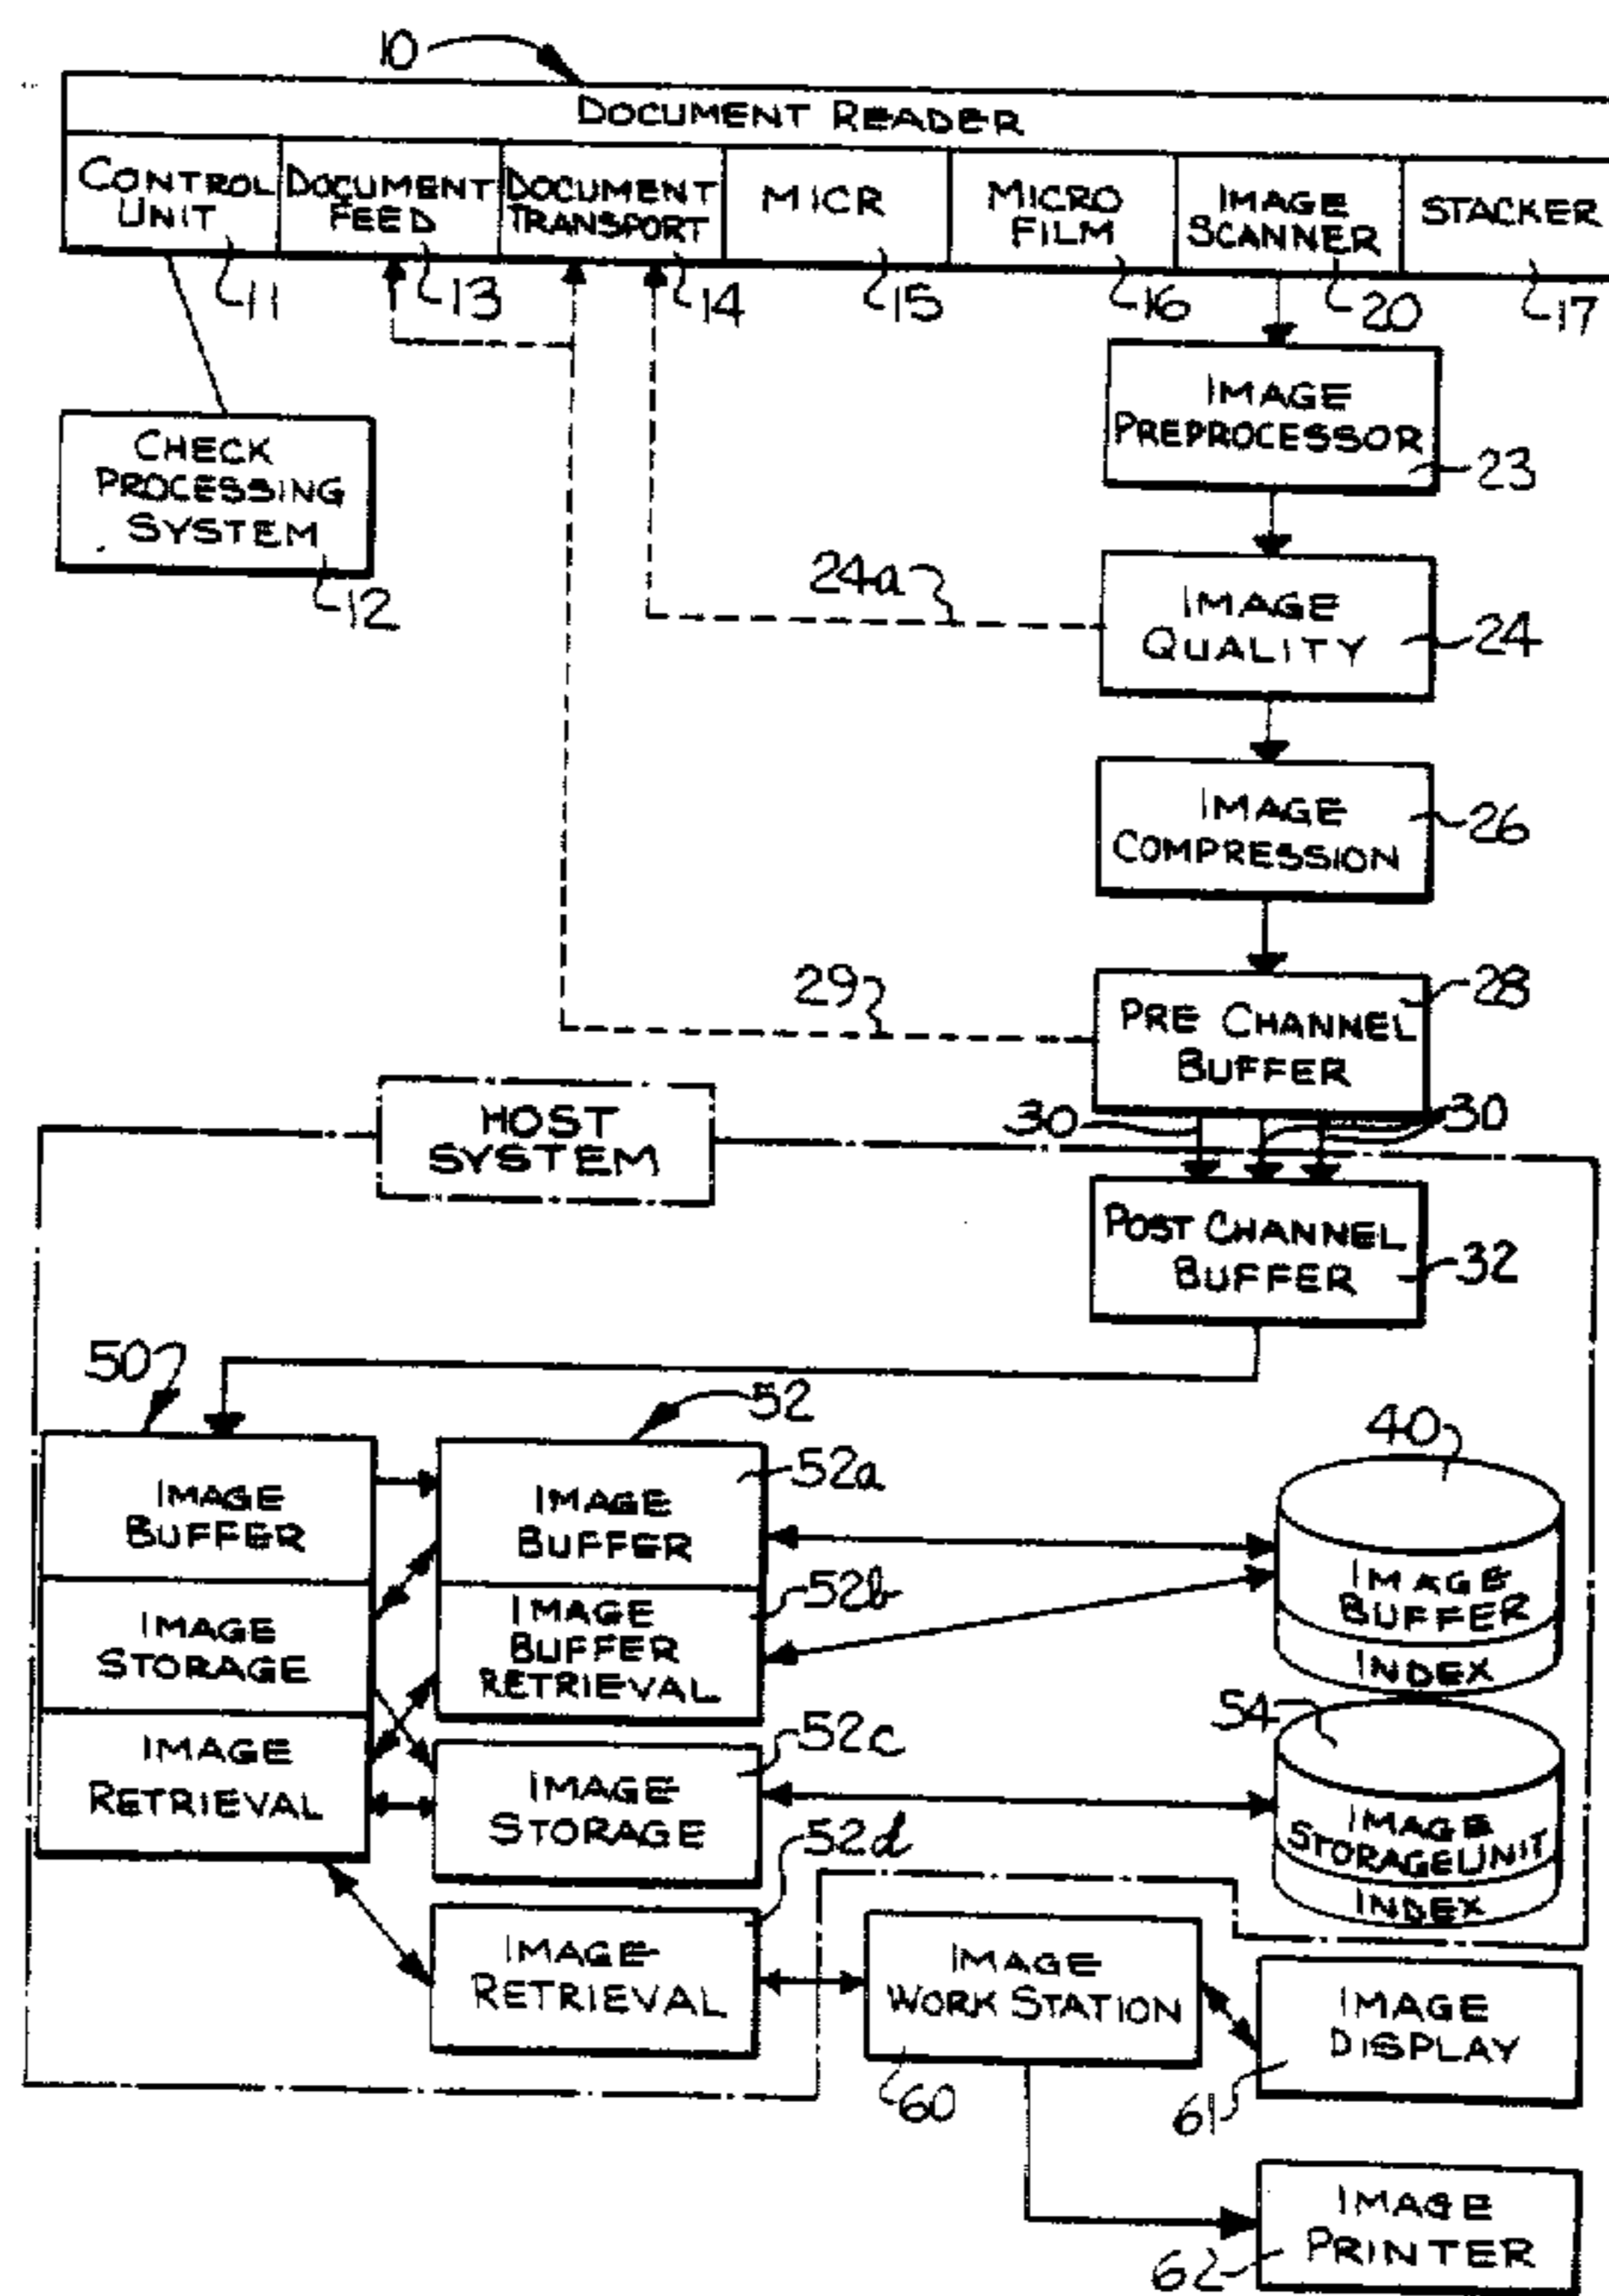 10
DOCUMENT READER
CONTROL
UNIT
DOCUMENT
FEED
DOCUMENT
TRANSPORT
MICR
MICRO
FILM
IMAGE
SCANNER
STACKER
11
13
14
15
16
20
17
CHECK
PROCESSING
SYSTEM
12
IMAGE
PREPROCESSOR
23
24a
IMAGE
QUALITY
24
IMAGE
COMPRESSION
26
29
PRE CHANNEL
BUFFER
28
30
30
HOST
SYSTEM
POST CHANNEL
BUFFER
32
50
52
40
IMAGE
BUFFER
IMAGE
STORAGE
IMAGE
RETRIEVAL
52a
IMAGE
BUFFER
52b
IMAGE
BUFFER
RETRIEVAL
52c
IMAGE
STORAGE
52d
IMAGE
RETRIEVAL
IMAGE
BUFFER
INDEX
54
IMAGE
STORAGE UNIT
INDEX
IMAGE
WORK STATION
60
IMAGE
DISPLAY
61
IMAGE
PRINTER
62